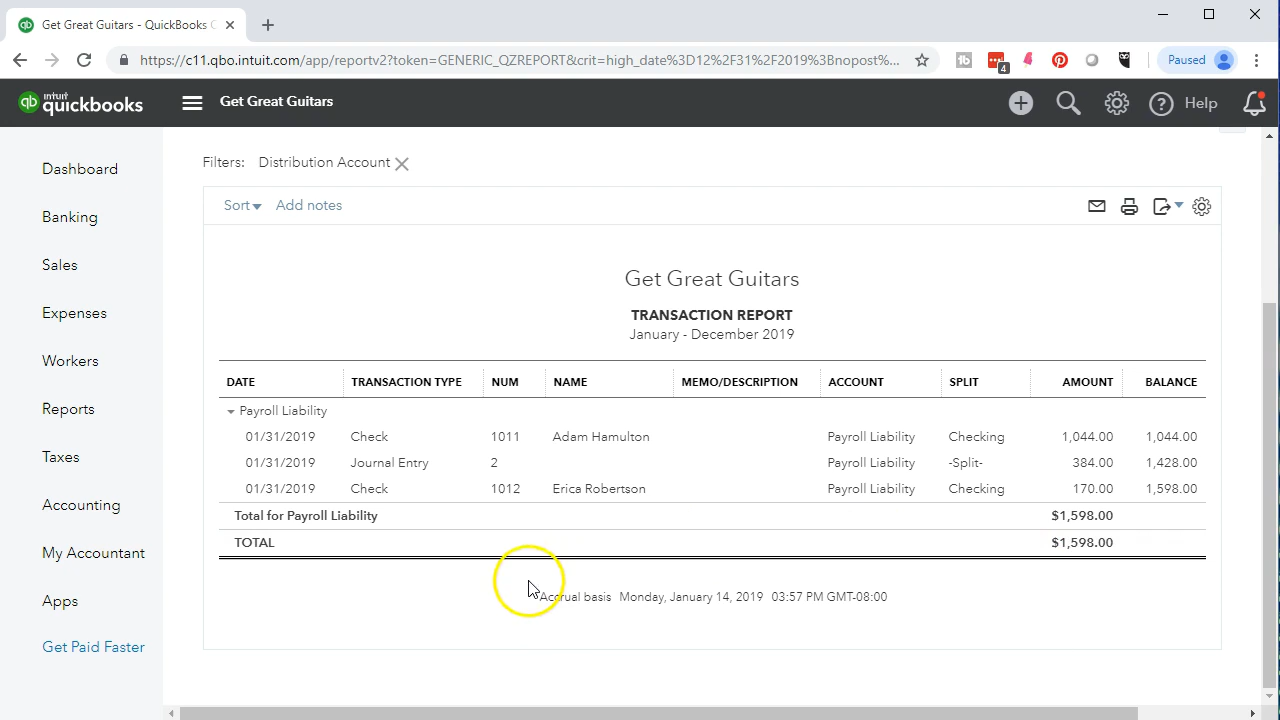 Get Great Guitars - QuickBooks C
https://c11.qbo.intuit.com/app/reportv2?token=GENERIC_QZREPORT&crit=high_date%3D12%2F31%2F2019%3Bnopytst%...
tb
4
Paused
qb intuit quickbooks
Get Great Guitars
Help
Dashboard
Banking
Sales
Expenses
Workers
Reports
Taxes
Accounting
My Accountant
Apps
Get Paid Faster
Filters: Distribution Account
Sort Add notes
Get Great Guitars
TRANSACTION REPORT
January - December 2019
DATE TRANSACTION TYPE NUM NAME MEMO/DESCRIPTION ACCOUNT SPLIT AMOUNT BALANCE
Payroll Liability
01/31/2019 Check 1011 Adam Hamulton Payroll Liability Checking 1,044.00 1,044.00
01/31/2019 Journal Entry 2 Payroll Liability -Split- 384.00 1,428.00
01/31/2019 Check 1012 Erica Robertson Payroll Liability Checking 170.00 1,598.00
Total for Payroll Liability $1,598.00
TOTAL $1,598.00
Accrual basis Monday, January 14, 2019 03:57 PM GMT-08:00